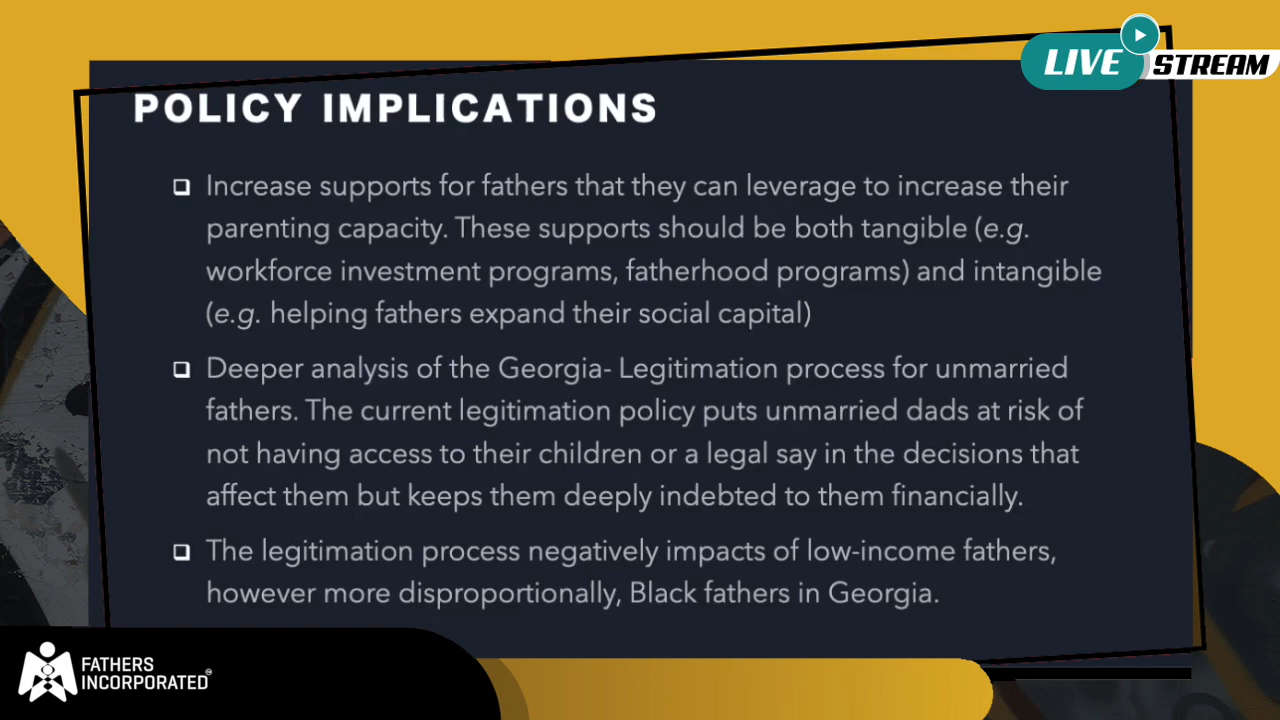 LIVE STREAM
POLICY IMPLICATIONS
❑ Increase supports for fathers that they can leverage to increase their
parenting capacity. These supports should be both tangible (e.g.
workforce investment programs, fatherhood programs) and intangible
(e.g. helping fathers expand their social capital)
❑ Deeper analysis of the Georgia- Legitimation process for unmarried
fathers. The current legitimation policy puts unmarried dads at risk of
not having access to their children or a legal say in the decisions that
affect them but keeps them deeply indebted to them financially.
❑ The legitimation process negatively impacts of low-income fathers,
however more disproportionally, Black fathers in Georgia.
FATHERS
INCORPORATED